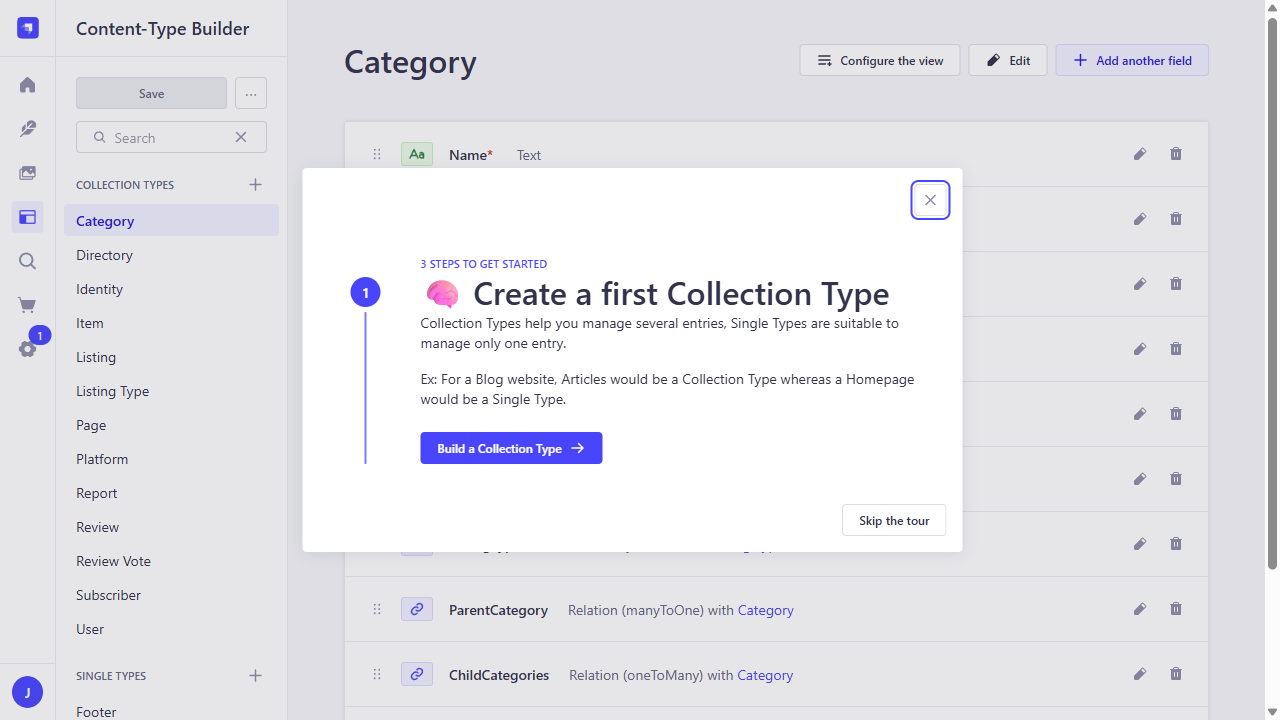 Content-Type Builder
Save
...
Search
COLLECTION TYPES
Category
Directory
Identity
Item
Listing
Listing Type
Page
Platform
Report
Review
Review Vote
Subscriber
User
SINGLE TYPES
Footer
1
J
Category
Configure the view
Edit
Add another field
Aa Name* Text
3 STEPS TO GET STARTED
1
Create a first Collection Type
Collection Types help you manage several entries, Single Types are suitable to
manage only one entry.
Ex: For a Blog website, Articles would be a Collection Type whereas a Homepage
would be a Single Type.
Build a Collection Type
Skip the tour
ParentCategory Relation (manyToOne) with Category
ChildCategories Relation (oneToMany) with Category